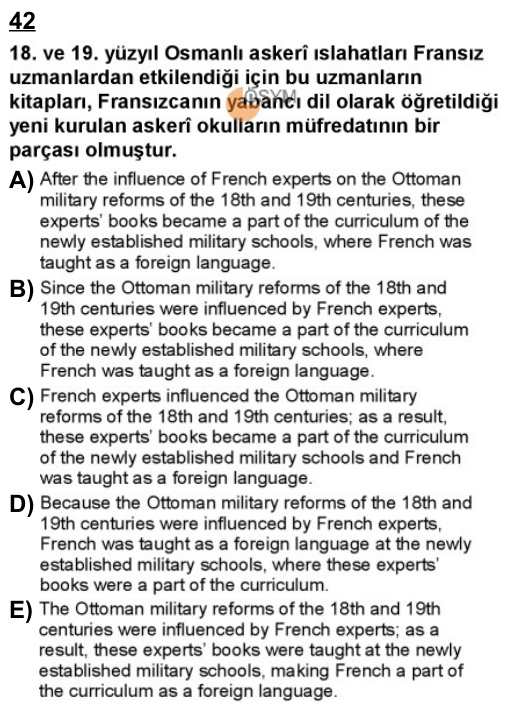 42
18. ve 19. yüzyıl Osmanlı askerî ıslahatları Fransız
uzmanlardan etkilendiği için bu uzmanların
kitapları, Fransızcanın yabancı dil olarak öğretildiği
yeni kurulan askerî okulların müfredatının bir
parçası olmuştur.
A) After the influence of French experts on the Ottoman
military reforms of the 18th and 19th centuries, these
experts' books became a part of the curriculum of the
newly established military schools, where French was
taught as a foreign language.
B) Since the Ottoman military reforms of the 18th and
19th centuries were influenced by French experts,
these experts' books became a part of the curriculum
of the newly established military schools, where
French was taught as a foreign language.
C) French experts influenced the Ottoman military
reforms of the 18th and 19th centuries; as a result,
these experts' books became a part of the curriculum
of the newly established military schools and French
was taught as a foreign language.
D) Because the Ottoman military reforms of the 18th and
19th centuries were influenced by French experts,
French was taught as a foreign language at the newly
established military schools, where these experts'
books were a part of the curriculum.
E) The Ottoman military reforms of the 18th and 19th
centuries were influenced by French experts; as a
result, these experts' books were taught at the newly
established military schools, making French a part of
the curriculum as a foreign language.